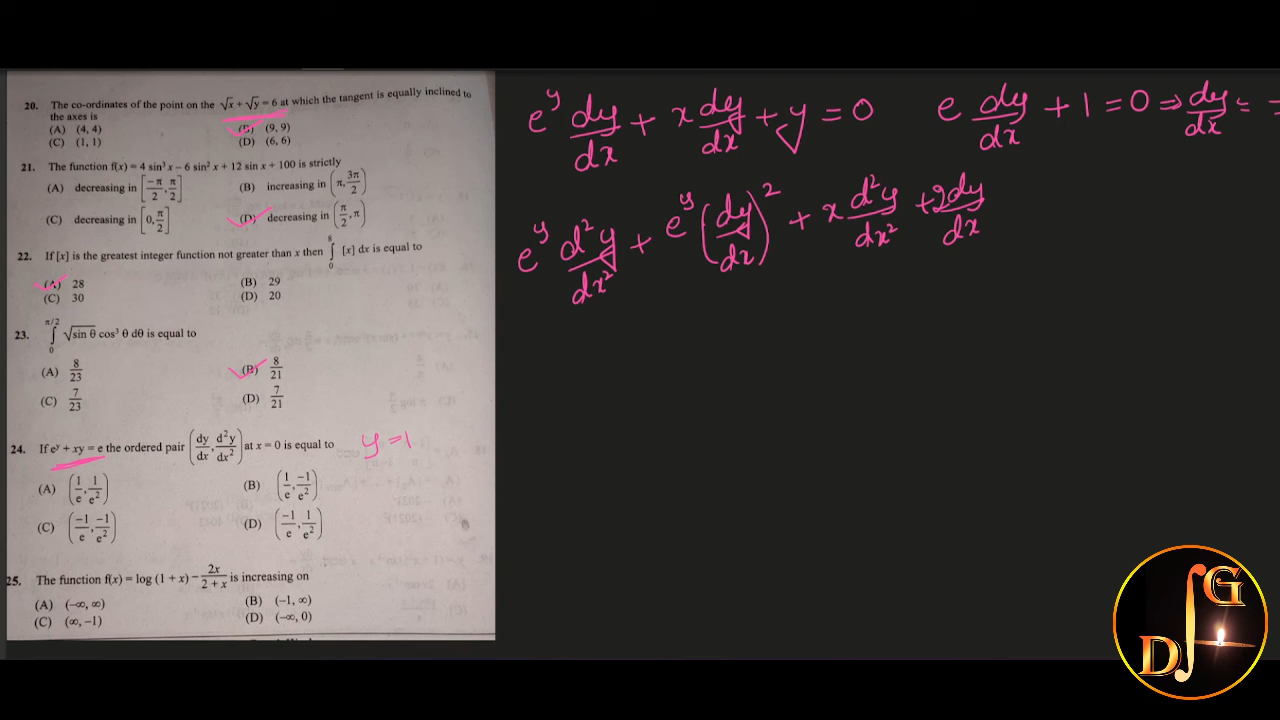 20. The co-ordinates of the point on the √x + √y = 6 at which the tangent is equally inclined to
the axes is
(A) (4, 4) (B) (9, 9)
(C) (1, 1) (D) (6, 6)
21. The function f(x) = 4 sin³ x – 6 sin² x + 12 sin x + 100 is strictly
(A) decreasing in [-π/2, π/2] (B) increasing in (π, 3π/2)
(C) decreasing in [0, π/2] (D) decreasing in (π/2, π)
22. If [x] is the greatest integer function not greater than x then ∫₀⁸ [x] dx is equal to
(A) 28 (B) 29
(C) 30 (D) 20
23. ∫₀^(π/2) √sin θ cos³ θ dθ is equal to
(A) 8/23 (B) 8/21
(C) 7/23 (D) 7/21
24. If e^y + xy = e the ordered pair (dy/dx, d²y/dx²) at x = 0 is equal to y = 1
(A) (1/e, 1/e²) (B) (1/e, -1/e²)
(C) (-1/e, -1/e²) (D) (-1/e, 1/e²)
25. The function f(x) = log (1 + x) – 2x/(2 + x) is increasing on
(A) (–∞, ∞) (B) (–1, ∞)
(C) (∞, –1) (D) (–∞, 0)
e^y dy/dx + x dy/dx + y = 0 e dy/dx + 1 = 0 ⇒ dy/dx = -
e^y d²y/dx² + e^y (dy/dx)² + x d²y/dx² + 2dy/dx
D G